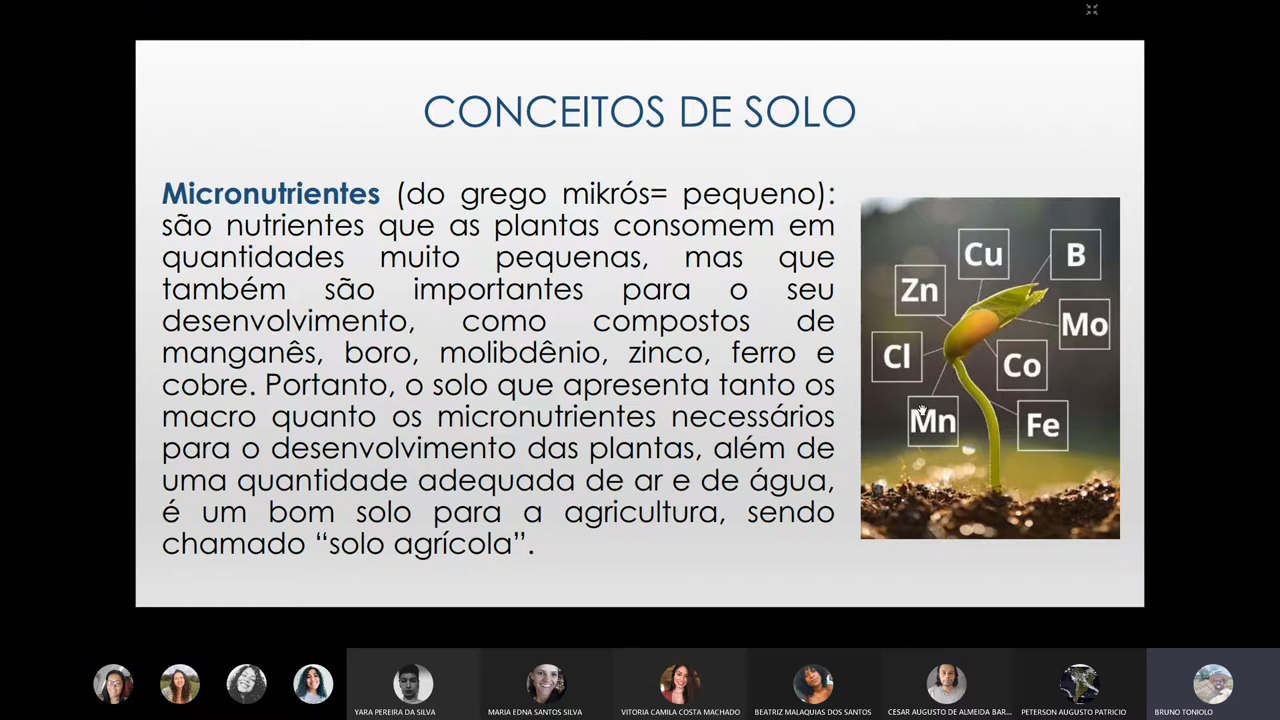 CONCEITOS DE SOLO
Micronutrientes (do grego mikrós= pequeno):
são nutrientes que as plantas consomem em
quantidades muito pequenas, mas que
também são importantes para o seu
desenvolvimento, como compostos de
manganês, boro, molibdênio, zinco, ferro e
cobre. Portanto, o solo que apresenta tanto os
macro quanto os micronutrientes necessários
para o desenvolvimento das plantas, além de
uma quantidade adequada de ar e de água,
é um bom solo para a agricultura, sendo
chamado “solo agrícola”.
Cu
B
Zn
Mo
Cl
Co
Mn
Fe
YARA PEREIRA DA SILVA
MARIA EDNA SANTOS SILVA
VITORIA CAMILA COSTA MACHADO
BEATRIZ MALAQUIAS DOS SANTOS
CESAR AUGUSTO DE ALMEIDA BAR...
PETERSON AUGUSTO PATRICIO
BRUNO TONIOLO